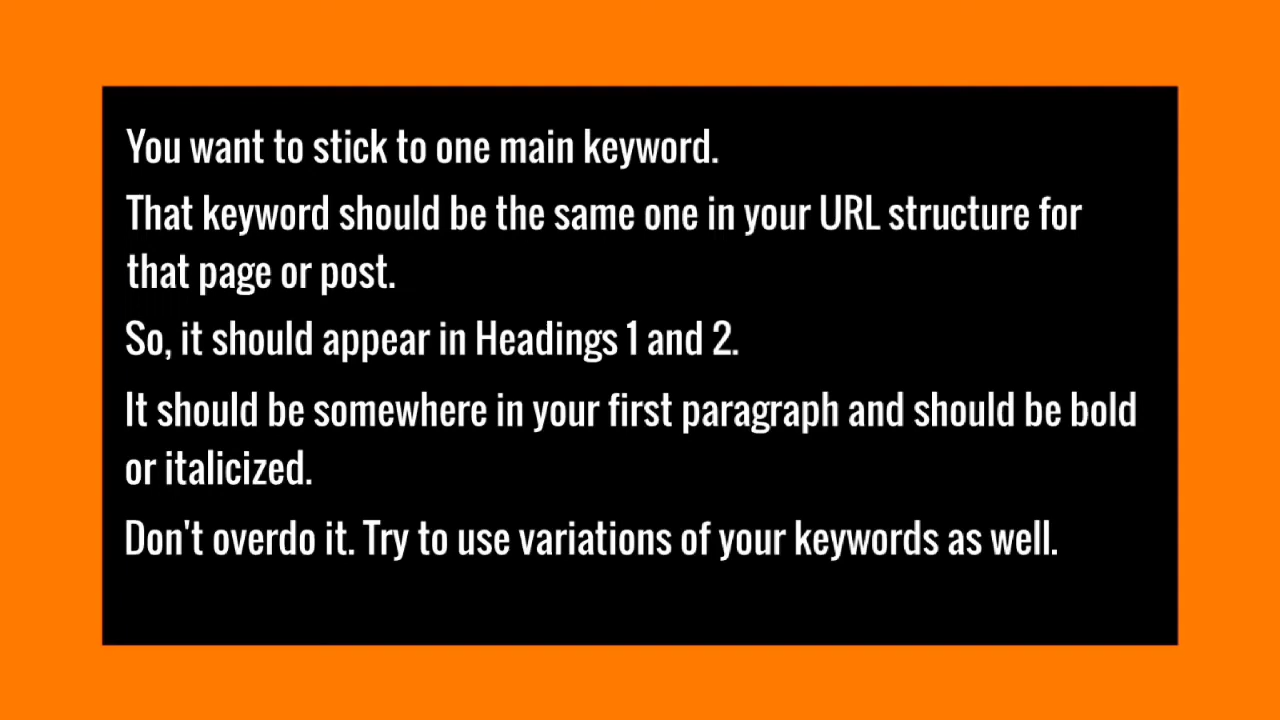 You want to stick to one main keyword.
That keyword should be the same one in your URL structure for
that page or post.
So, it should appear in Headings 1 and 2.
It should be somewhere in your first paragraph and should be bold
or italicized.
Don't overdo it. Try to use variations of your keywords as well.